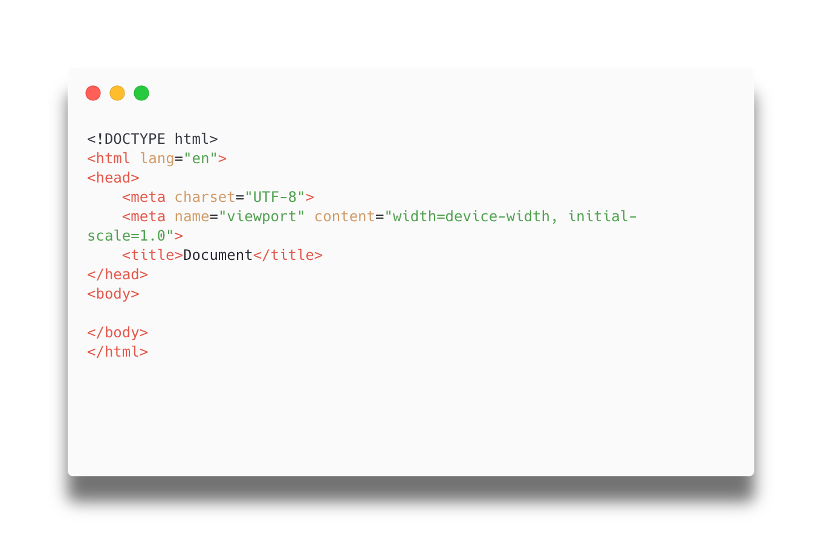 <!DOCTYPE html>
<html lang="en">
<head>
    <meta charset="UTF-8">
    <meta name="viewport" content="width=device-width, initial-
scale=1.0">
    <title>Document</title>
</head>
<body>

</body>
</html>